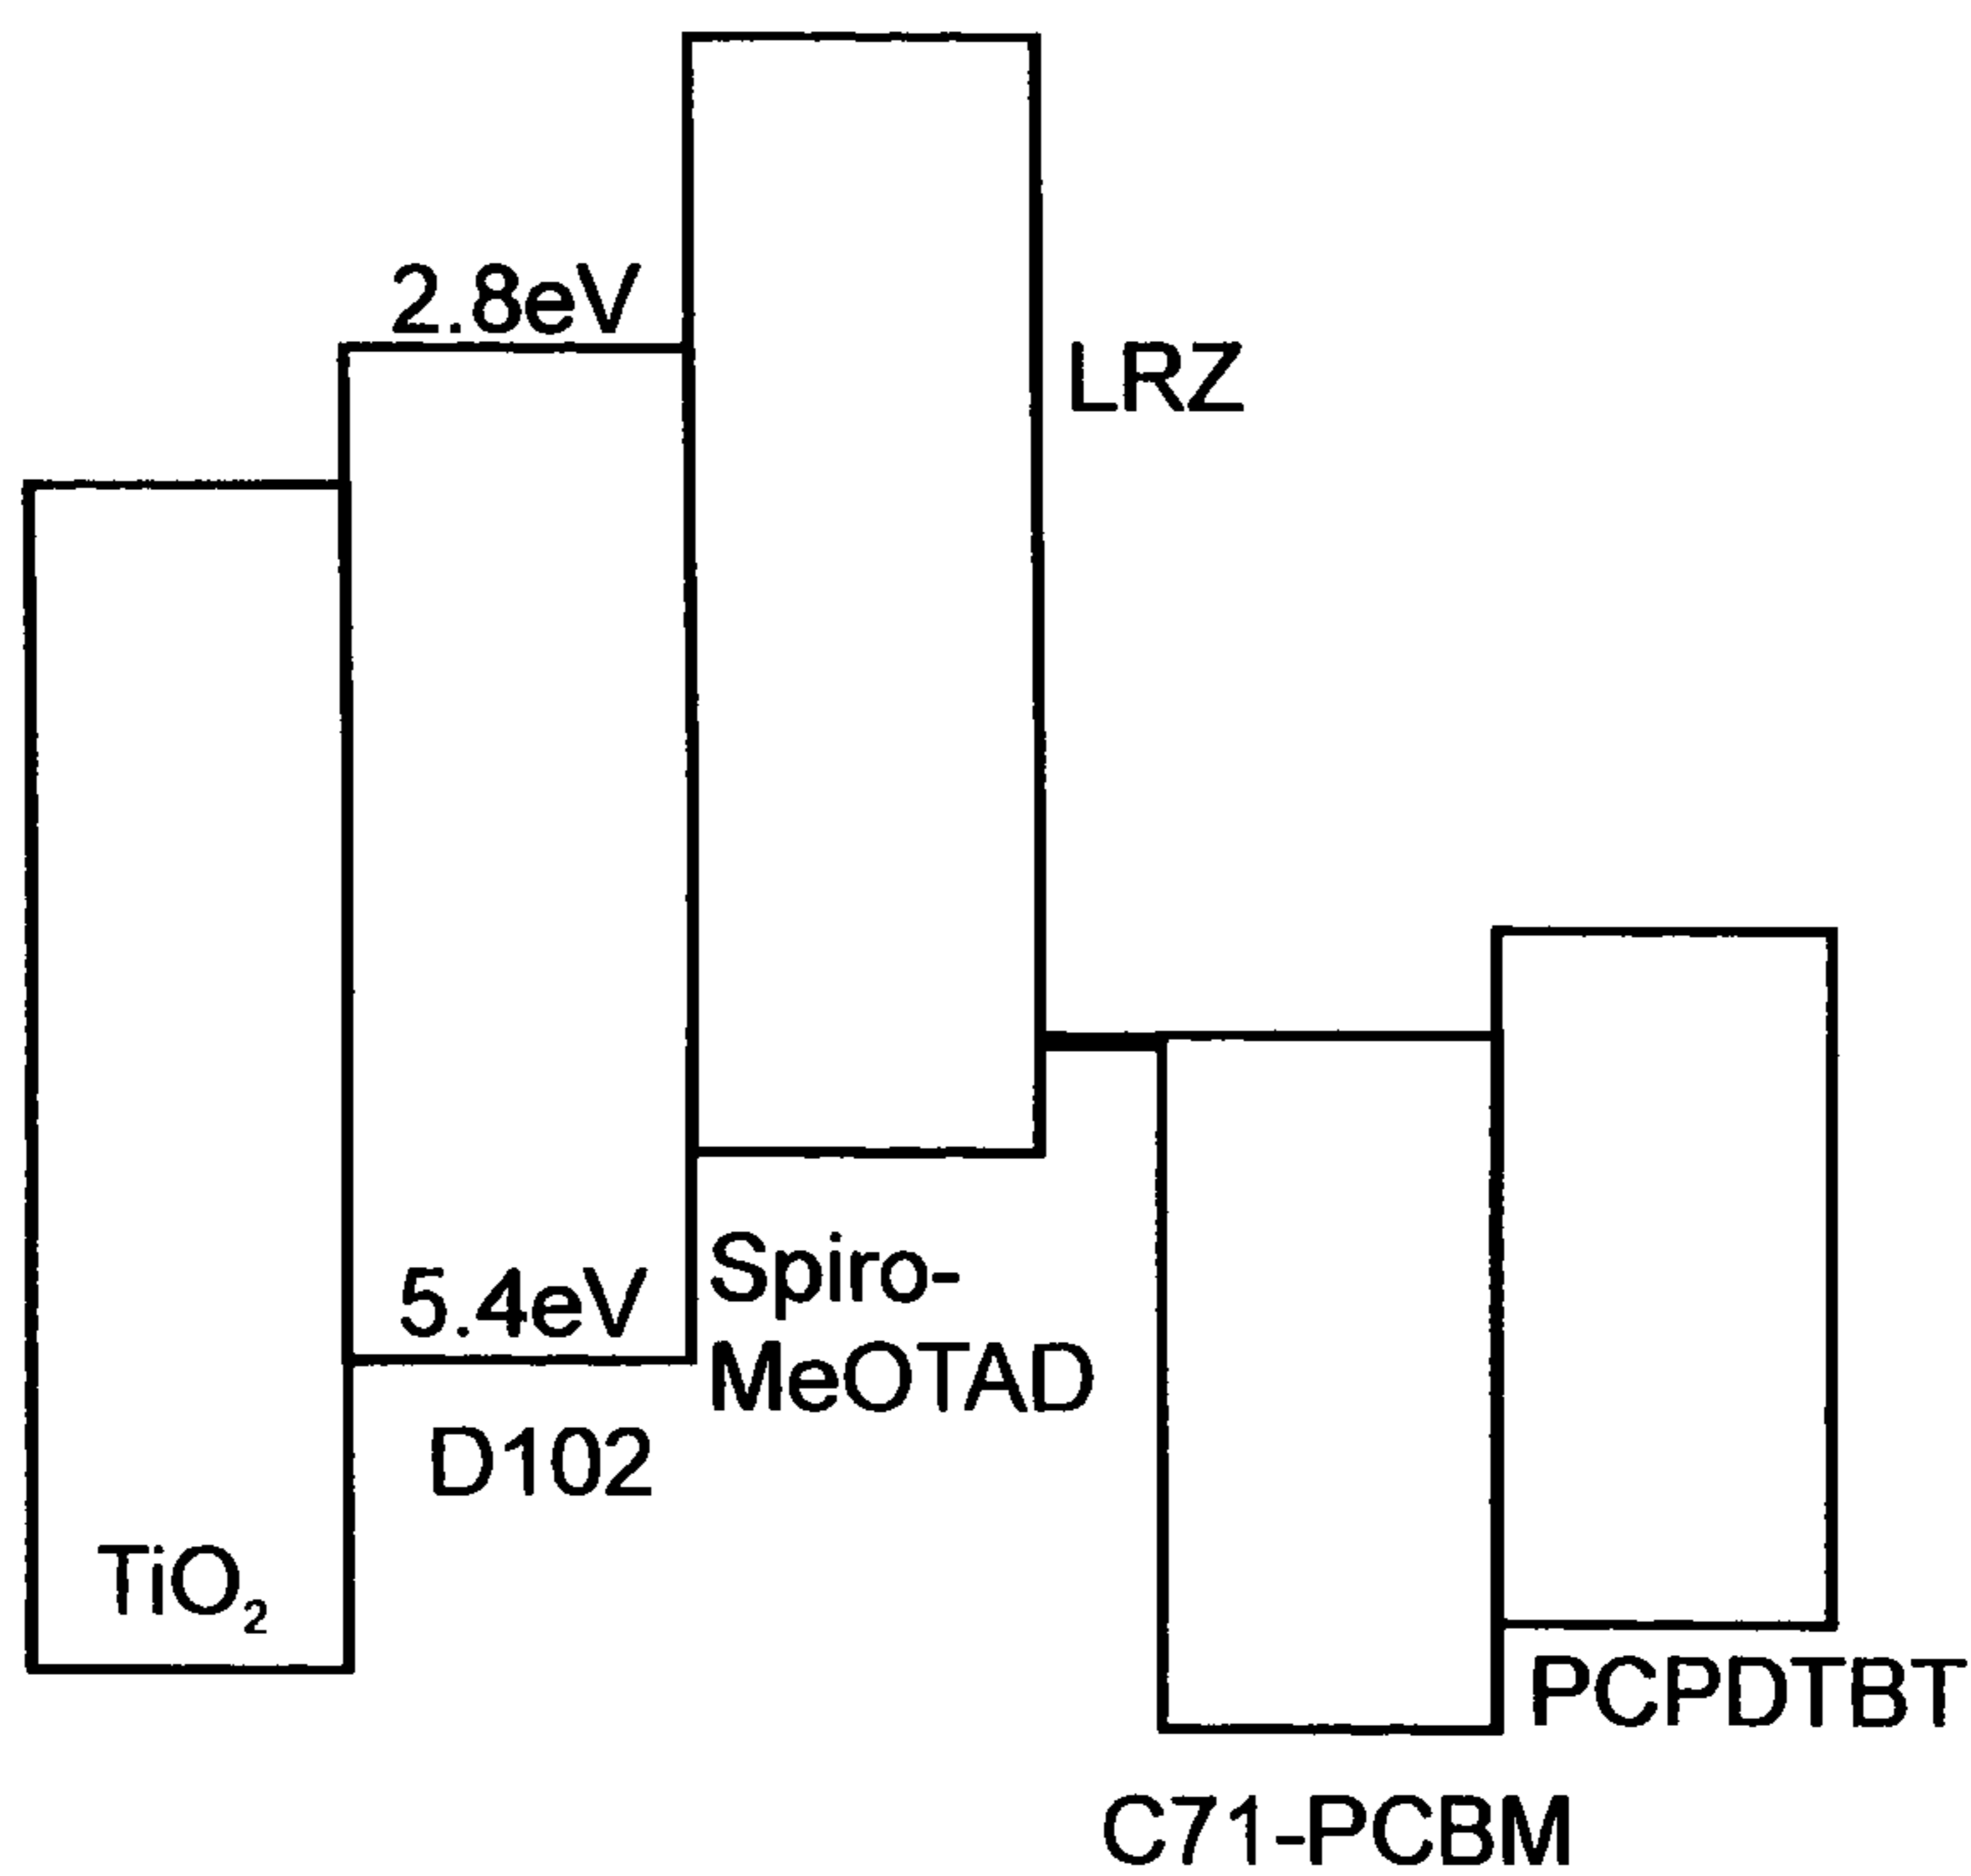 2.8eV
LRZ
5.4eV
Spiro-
MeOTAD
D102
TiO₂
PCPDTBT
C71-PCBM